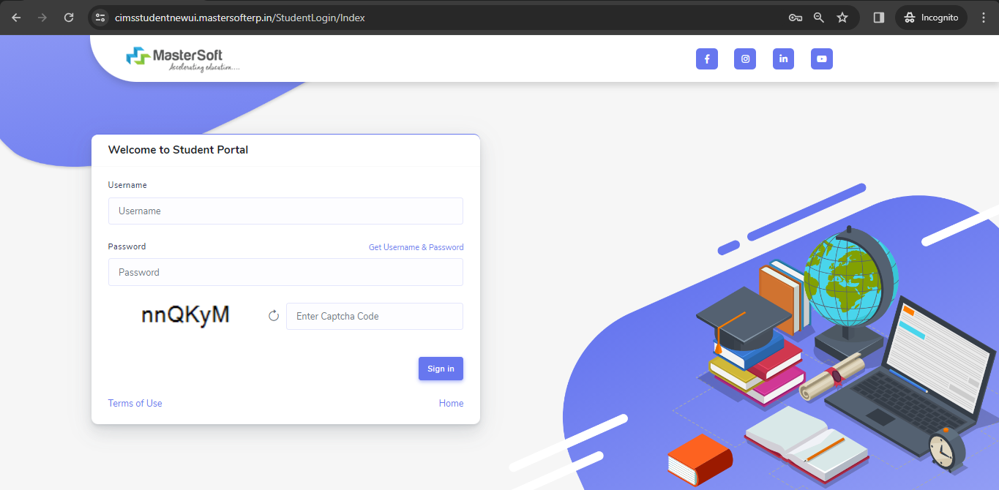 cimsstudentnewui.mastersofterp.in/StudentLogin/Index
Incognito
MasterSoft
Accelerating education....
Welcome to Student Portal
Username
Username
Password
Get Username & Password
Password
nnQKyM
Enter Captcha Code
Sign in
Terms of Use
Home